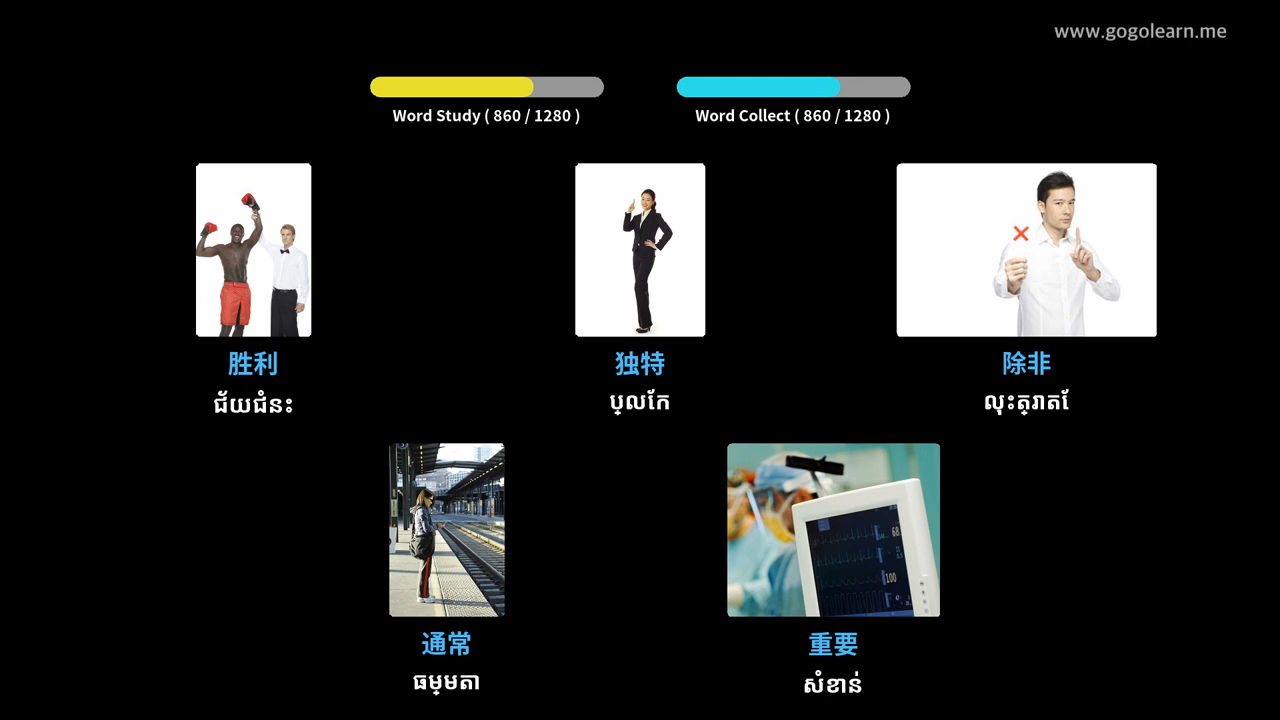 www.gogolearn.me
Word Study ( 860 / 1280 )
Word Collect ( 860 / 1280 )
胜利
ជ័យជំនះ
独特
ប្លែក
除非
លុះត្រាតែ
通常
ធម្មតា
重要
សំខាន់
68
100